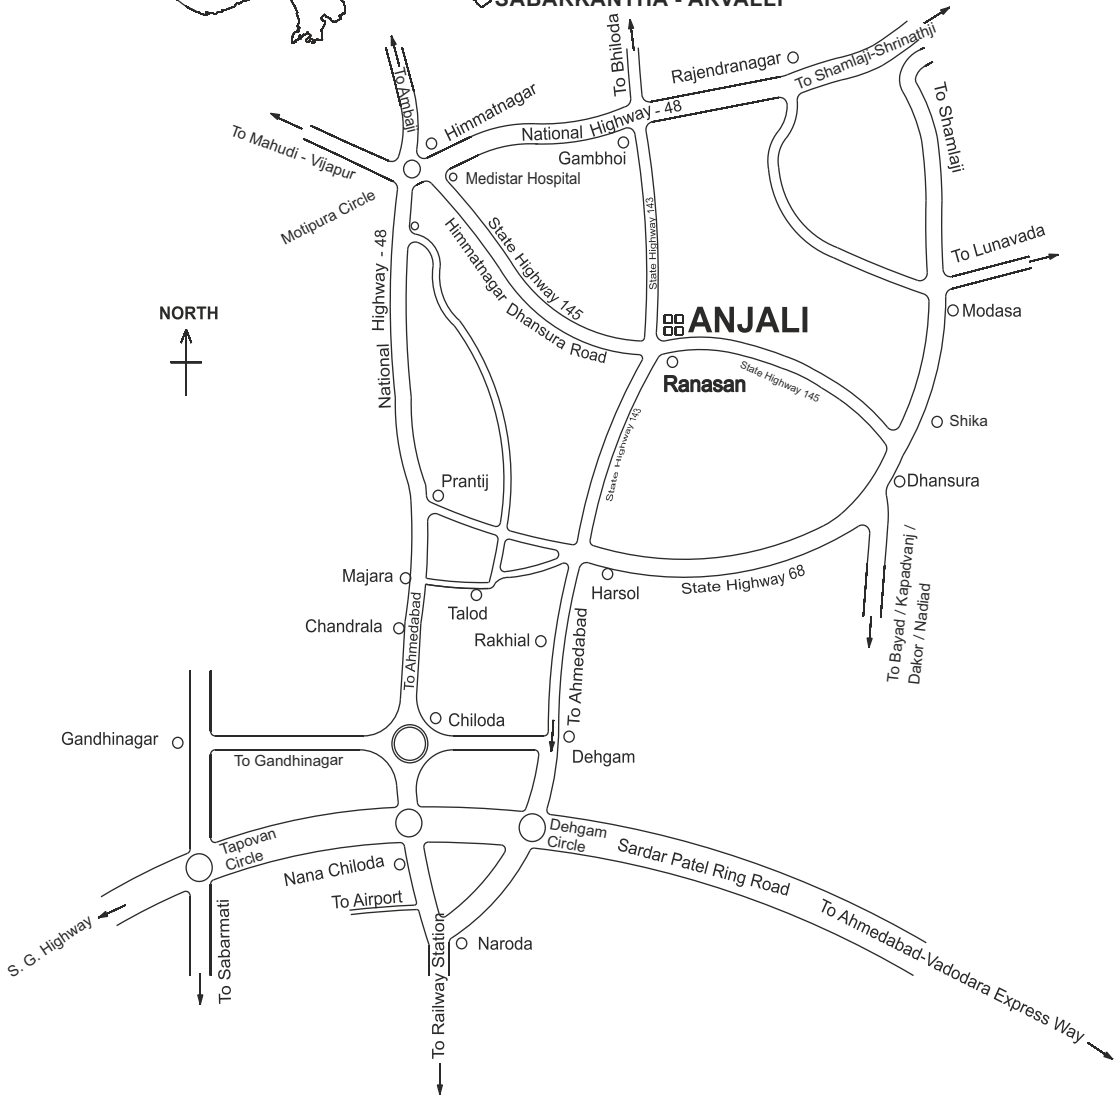 SABARKANTHA - ARVALLI
To Bhiloda
Rajendranagar
To Shamlaji-Shrinathji
To Ambaji
Himmatnagar
National Highway - 48
To Shamlaji
To Mahudi - Vijapur
Gambhoi
Medistar Hospital
Motipura Circle
State Highway 145
Himmatnagar Dhansura Road
State Highway 143
To Lunavada
National Highway - 48
NORTH
ANJALI
Modasa
Ranasan
State Highway 145
State Highway 143
Shika
Prantij
Dhansura
Majara
Talod
Harsol
State Highway 68
To Bayad / Kapadvanj /
Dakor / Nadiad
Chandrala
To Ahmedabad
Rakhial
To Ahmedabad
Chiloda
Gandhinagar
To Gandhinagar
Dehgam
Tapovan
Circle
Dehgam
Circle
Sardar Patel Ring Road
Nana Chiloda
To Airport
S. G. Highway
To Sabarmati
To Railway Station
Naroda
To Ahmedabad-Vadodara Express Way